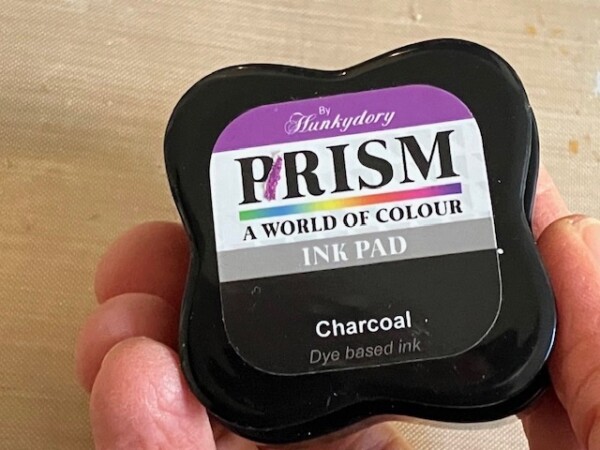 By
Hunkydory
PRISM
A WORLD OF COLOUR
INK PAD
Charcoal
Dye based ink